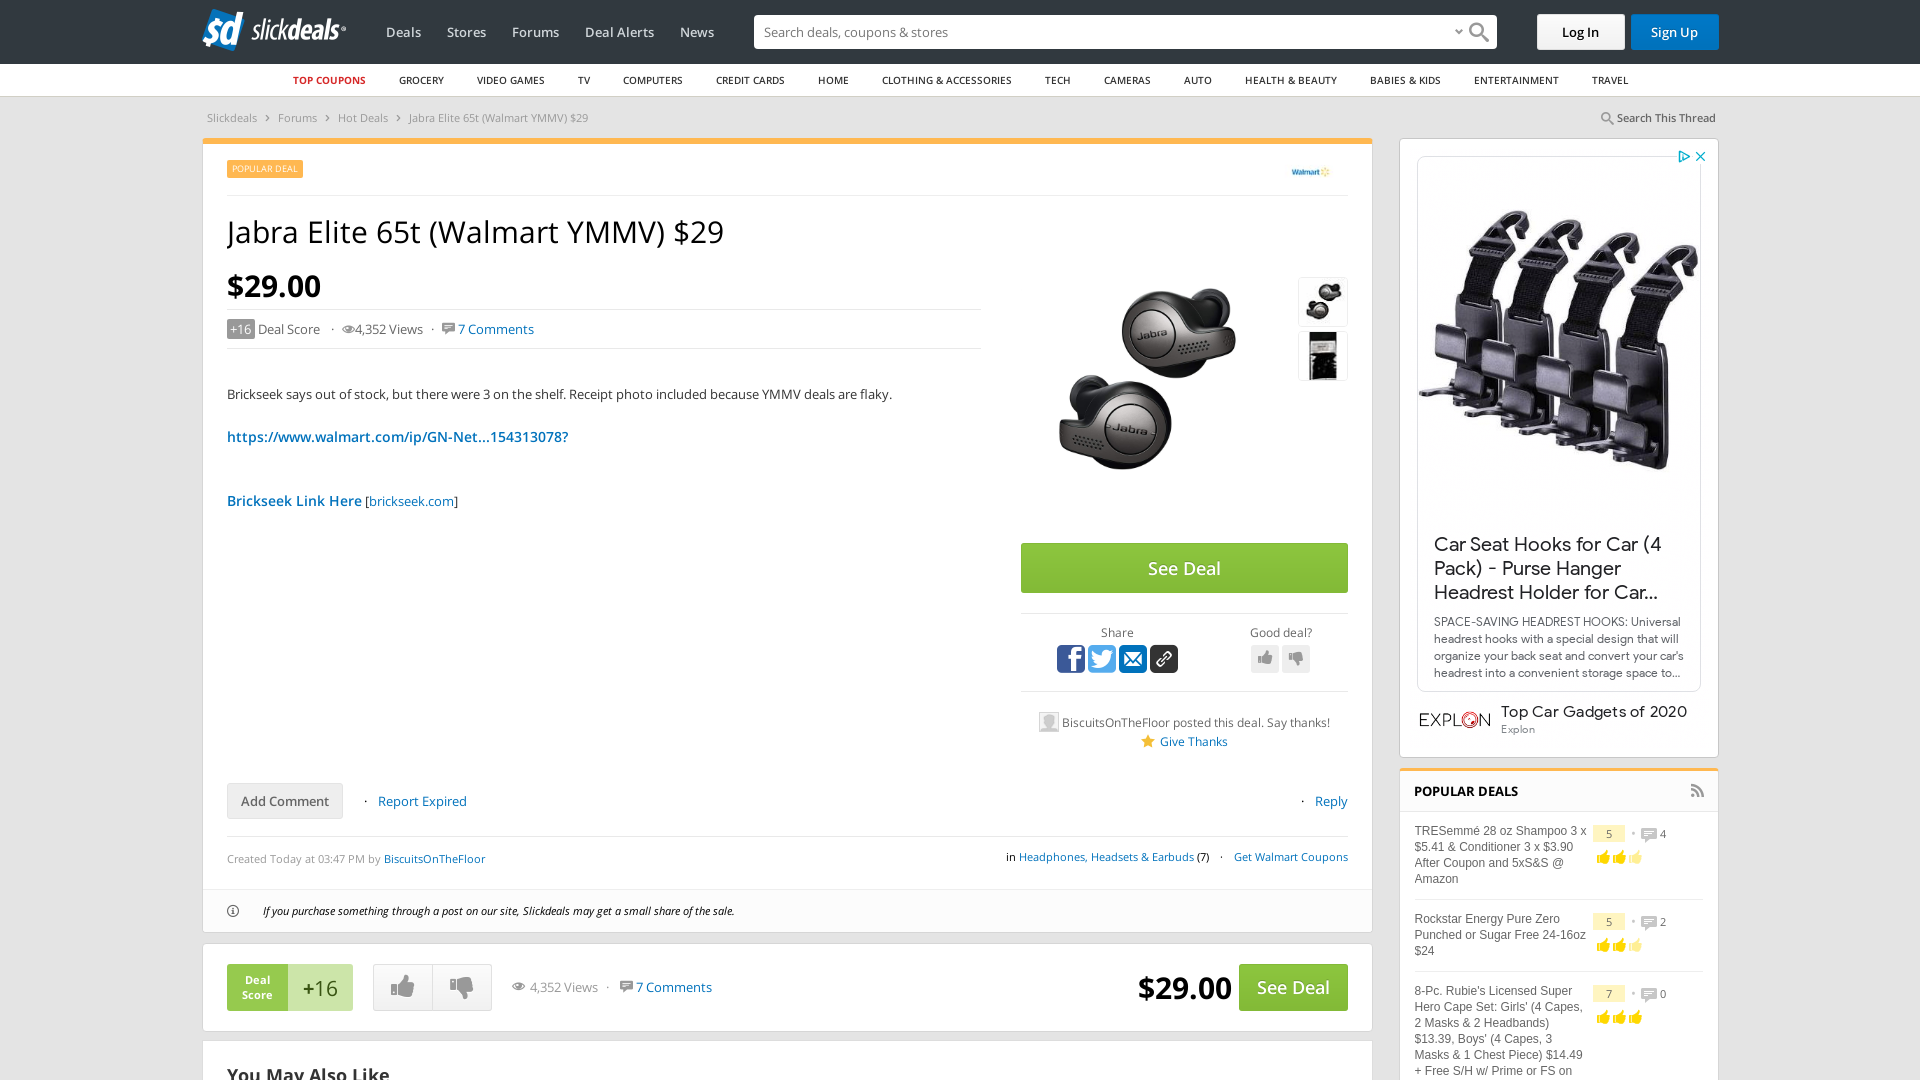 sd slickdeals
Deals
Stores
Forums
Deal Alerts
News
Search deals, coupons & stores
Log In
Sign Up
TOP COUPONS
GROCERY
VIDEO GAMES
TV
COMPUTERS
CREDIT CARDS
HOME
CLOTHING & ACCESSORIES
TECH
CAMERAS
AUTO
HEALTH & BEAUTY
BABIES & KIDS
ENTERTAINMENT
TRAVEL
Slickdeals › Forums › Hot Deals › Jabra Elite 65t (Walmart YMMV) $29
Search This Thread
POPULAR DEAL
Walmart
Jabra Elite 65t (Walmart YMMV) $29
$29.00
+16 Deal Score · 4,352 Views · 7 Comments
Brickseek says out of stock, but there were 3 on the shelf. Receipt photo included because YMMV deals are flaky.
https://www.walmart.com/ip/GN-Net...154313078?
Brickseek Link Here [brickseek.com]
Jabra
Jabra
See Deal
Share
Good deal?
BiscuitsOnTheFloor posted this deal. Say thanks!
Give Thanks
Add Comment · Report Expired
· Reply
Created Today at 03:47 PM by BiscuitsOnTheFloor
in Headphones, Headsets & Earbuds (7) · Get Walmart Coupons
If you purchase something through a post on our site, Slickdeals may get a small share of the sale.
Deal
Score
+16
4,352 Views · 7 Comments
$29.00
See Deal
You May Also Like
Car Seat Hooks for Car (4
Pack) - Purse Hanger
Headrest Holder for Car...
SPACE-SAVING HEADREST HOOKS: Universal
headrest hooks with a special design that will
organize your back seat and convert your car's
headrest into a convenient storage space to...
EXPLON
Top Car Gadgets of 2020
Explon
POPULAR DEALS
TRESemmé 28 oz Shampoo 3 x
$5.41 & Conditioner 3 x $3.90
After Coupon and 5xS&S @
Amazon
5 • 4
Rockstar Energy Pure Zero
Punched or Sugar Free 24-16oz
$24
5 • 2
8-Pc. Rubie's Licensed Super
Hero Cape Set: Girls' (4 Capes,
2 Masks & 2 Headbands)
$13.39, Boys' (4 Capes, 3
Masks & 1 Chest Piece) $14.49
+ Free S/H w/ Prime or FS on
7 • 0